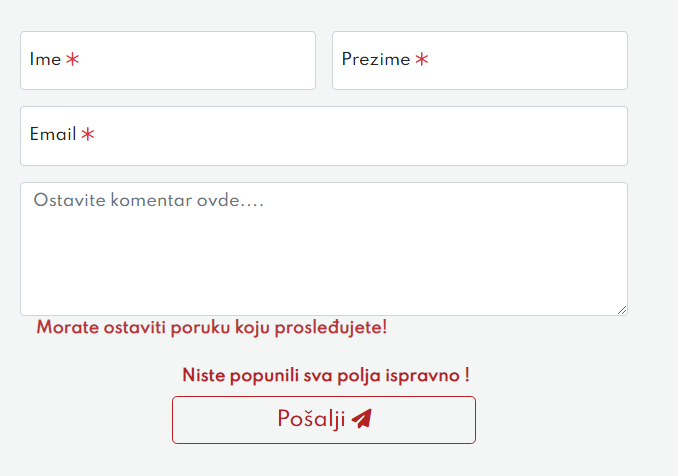 Ime *
Prezime *
Email *
Ostavite komentar ovde....
Morate ostaviti poruku koju prosleđujete!
Niste popunili sva polja ispravno !
Pošalji